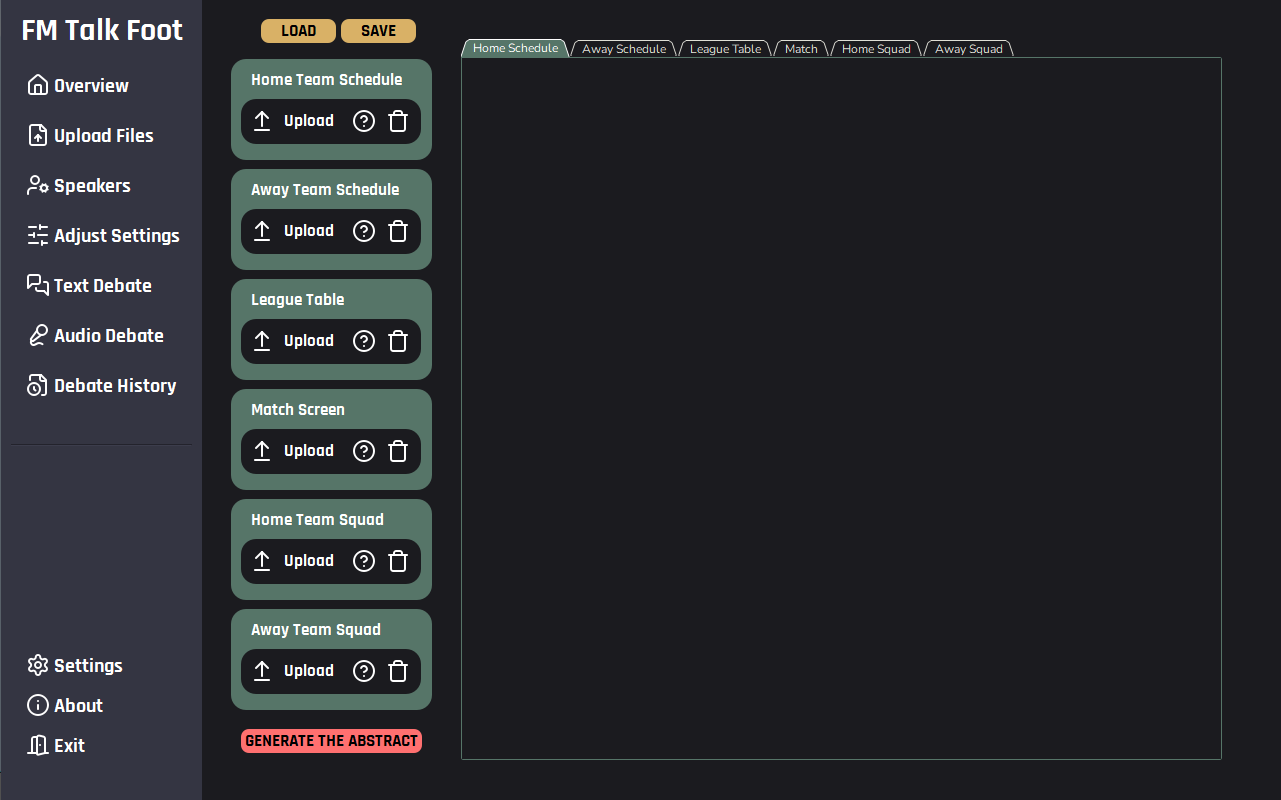 FM Talk Foot
Overview
Upload Files
Speakers
Adjust Settings
Text Debate
Audio Debate
Debate History
Settings
About
Exit
LOAD SAVE
Home Team Schedule
Upload
Away Team Schedule
Upload
League Table
Upload
Match Screen
Upload
Home Team Squad
Upload
Away Team Squad
Upload
GENERATE THE ABSTRACT
Home Schedule Away Schedule League Table Match Home Squad Away Squad